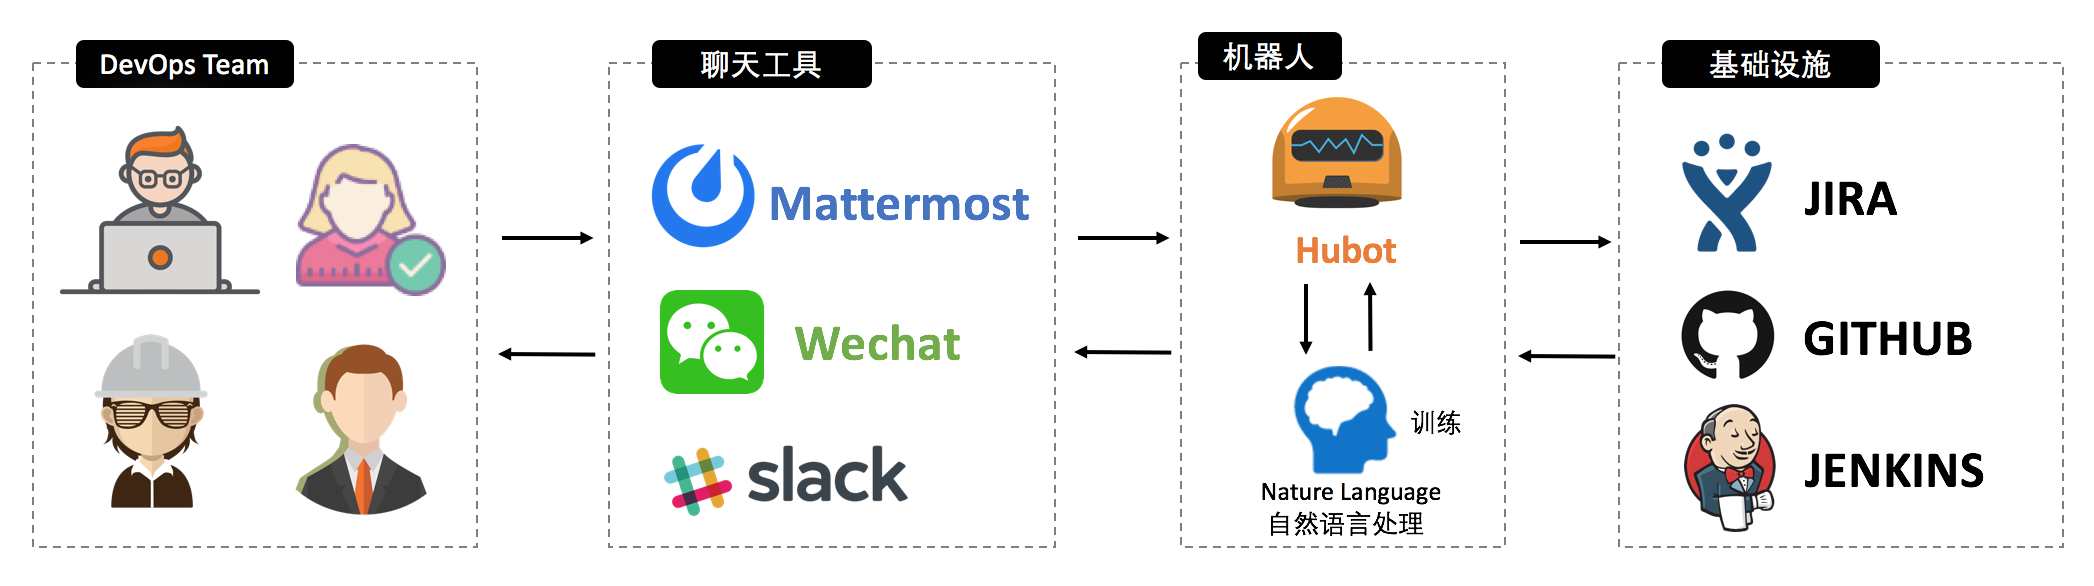 DevOps Team
聊天工具
Mattermost
Wechat
slack
机器人
Hubot
训练
Nature Language
自然语言处理
基础设施
JIRA
GITHUB
JENKINS